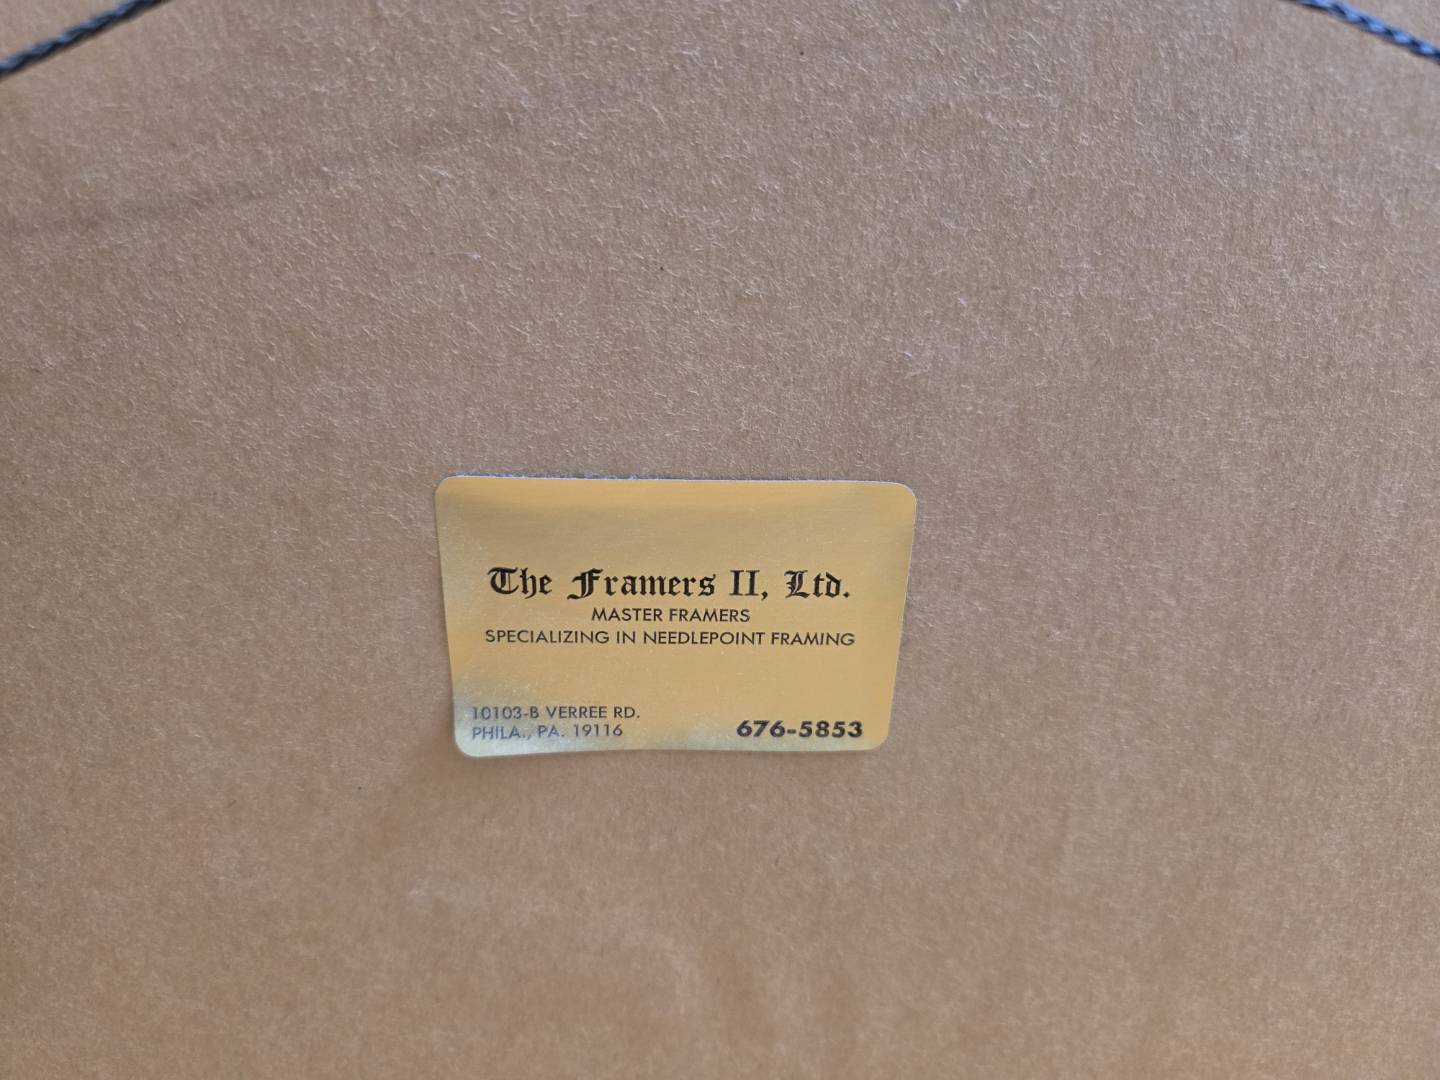 The Framers II, Ltd.
MASTER FRAMERS
SPECIALIZING IN NEEDLEPOINT FRAMING
10103-B VERREE RD.
PHILA., PA. 19116
676-5853